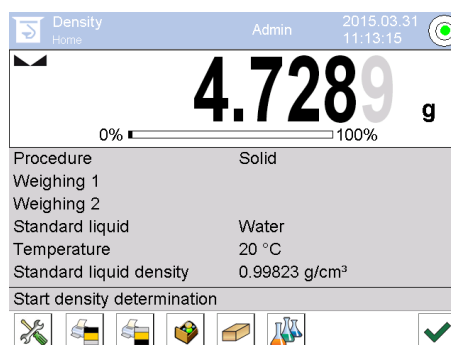 Density
Home
Admin
2015.03.31
11:13:15
4.7289 g
0% 100%
Procedure Solid
Weighing 1
Weighing 2
Standard liquid Water
Temperature 20 °C
Standard liquid density 0.99823 g/cm³
Start density determination